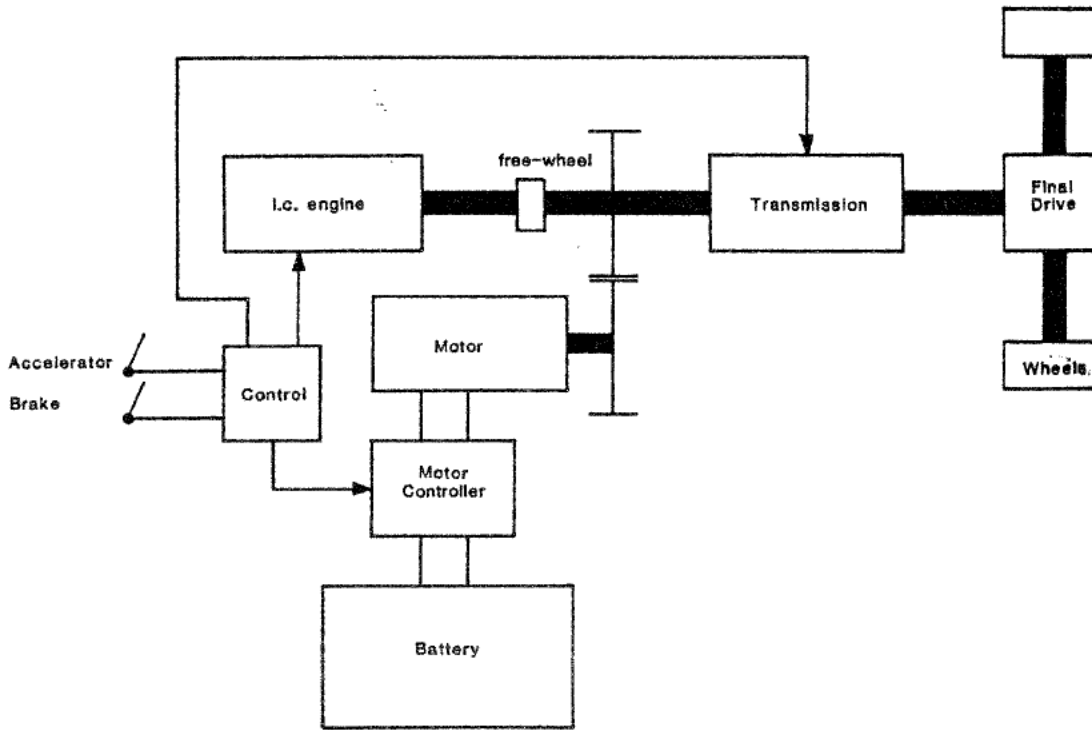 free-wheel
I.c. engine
Transmission
Final
Drive
Motor
Accelerator
Control
Brake
Wheels.
Motor
Controller
Battery